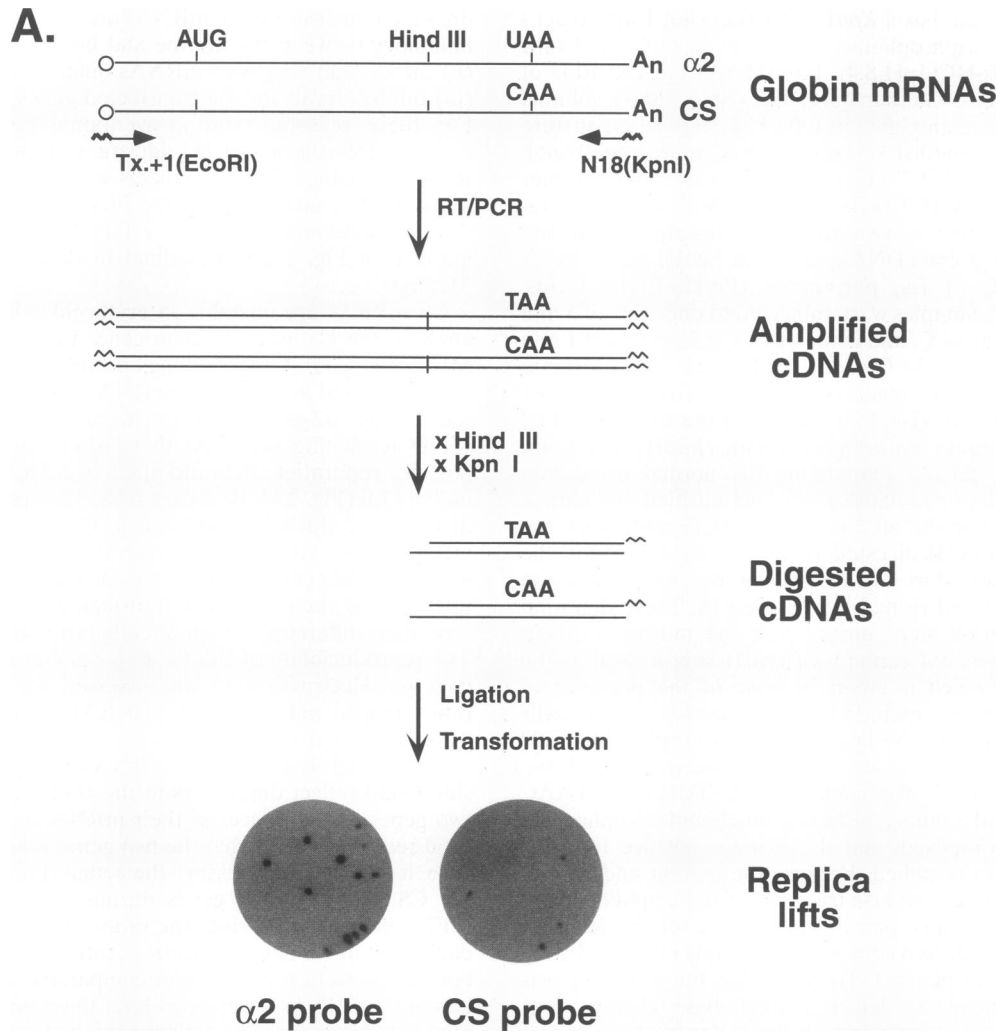 A.
AUG Hind III UAA
An α2
CAA
An CS
Globin mRNAs
Tx.+1(EcoRI) N18(KpnI)
RT/PCR
TAA
CAA
Amplified
cDNAs
x Hind III
x Kpn I
TAA
CAA
Digested
cDNAs
Ligation
Transformation
Replica
lifts
α2 probe CS probe